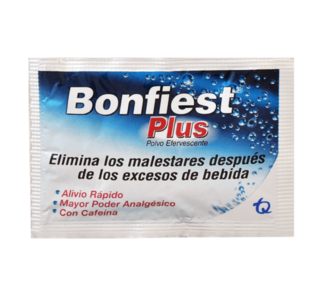 Bonfiest
Plus
Polvo Efervescente
Elimina los malestares después
de los excesos de bebida
Alivio Rápido
Mayor Poder Analgésico
Con Cafeína
TQ